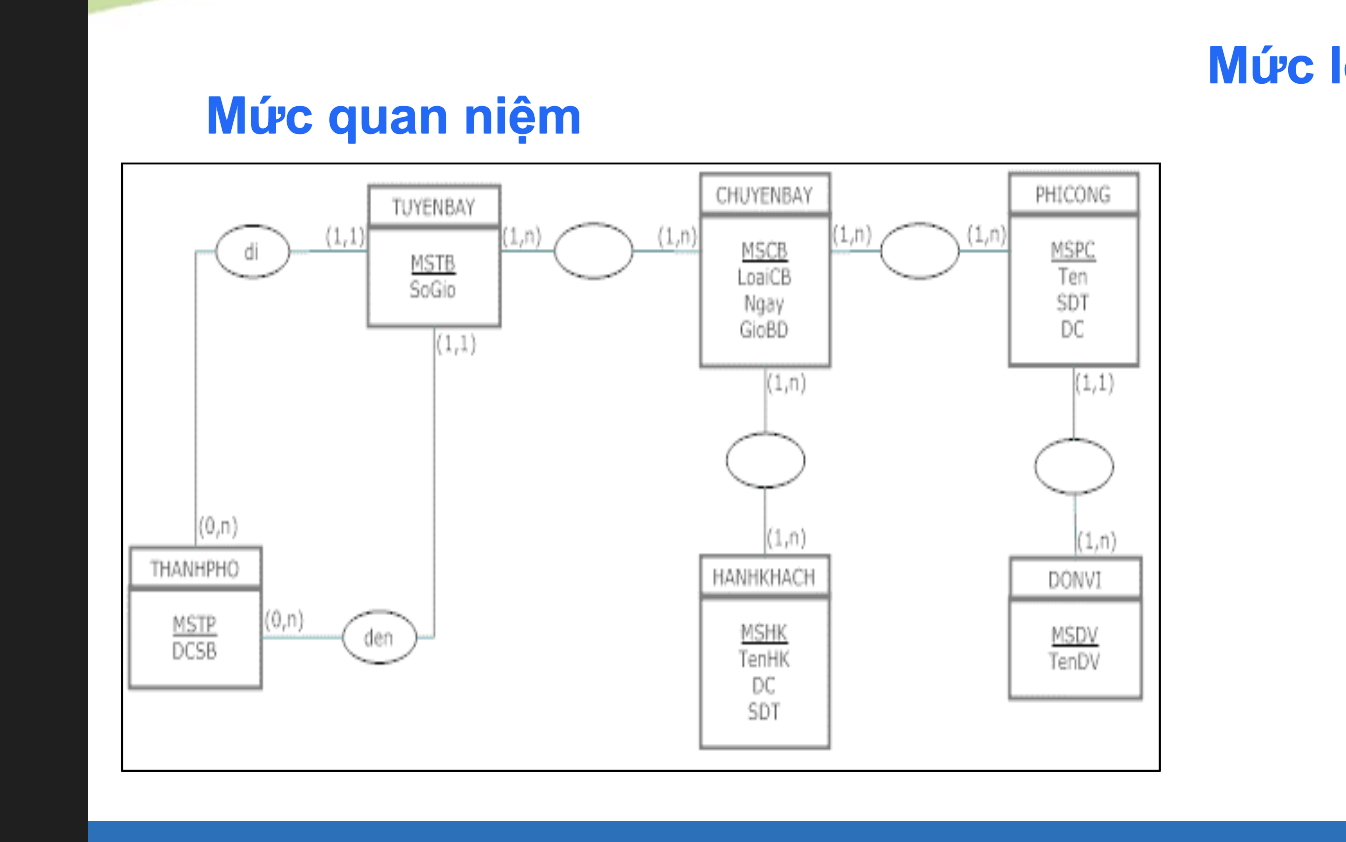 Mức l
Mức quan niệm
TUYENBAY
MSTB
SoGio
CHUYENBAY
MSCB
LoaiCB
Ngay
GioBD
PHICONG
MSPC
Ten
SDT
DC
di
(1,1)
(1,n)
(1,n)
(1,n)
(1,n)
(1,1)
(1,n)
(1,1)
(0,n)
(1,n)
(1,n)
THANHPHO
MSTP
DCSB
(0,n)
den
HANHKHACH
MSHK
TenHK
DC
SDT
DONVI
MSDV
TenDV